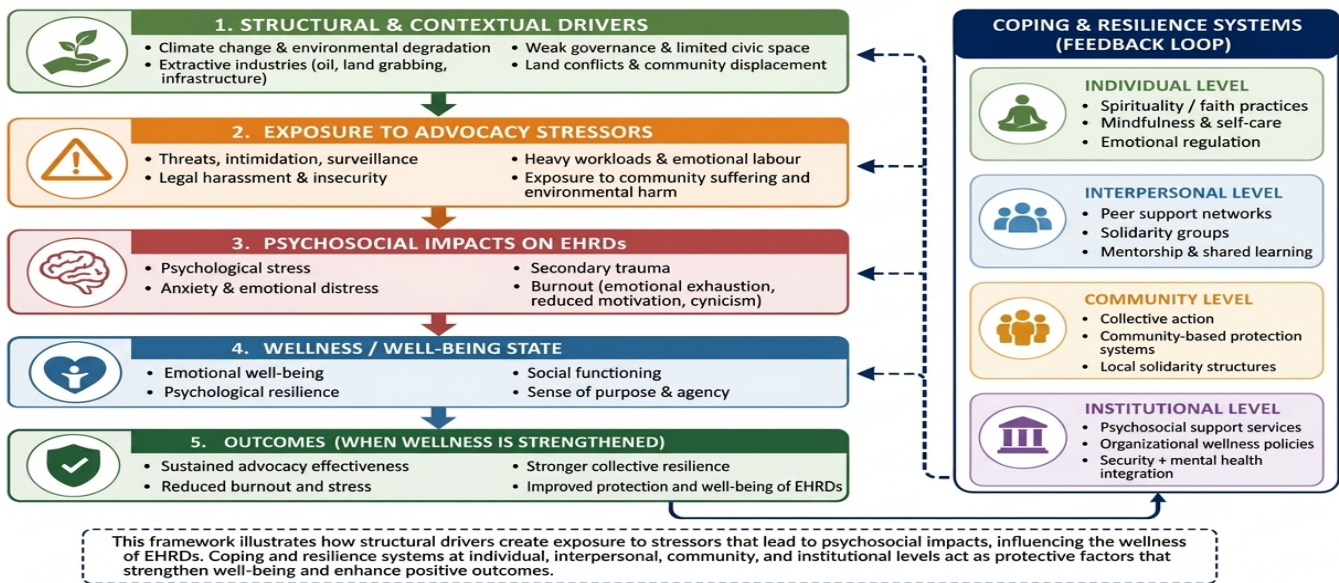 1. STRUCTURAL & CONTEXTUAL DRIVERS
• Climate change & environmental degradation
• Extractive industries (oil, land grabbing,
infrastructure)
• Weak governance & limited civic space
• Land conflicts & community displacement
2. EXPOSURE TO ADVOCACY STRESSORS
• Threats, intimidation, surveillance
• Legal harassment & insecurity
• Heavy workloads & emotional labour
• Exposure to community suffering and
environmental harm
3. PSYCHOSOCIAL IMPACTS ON EHRDs
• Psychological stress
• Anxiety & emotional distress
• Secondary trauma
• Burnout (emotional exhaustion,
reduced motivation, cynicism)
4. WELLNESS / WELL-BEING STATE
• Emotional well-being
• Psychological resilience
• Social functioning
• Sense of purpose & agency
5. OUTCOMES (WHEN WELLNESS IS STRENGTHENED)
• Sustained advocacy effectiveness
• Reduced burnout and stress
• Stronger collective resilience
• Improved protection and well-being of EHRDs
COPING & RESILIENCE SYSTEMS
(FEEDBACK LOOP)
INDIVIDUAL LEVEL
• Spirituality / faith practices
• Mindfulness & self-care
• Emotional regulation
INTERPERSONAL LEVEL
• Peer support networks
• Solidarity groups
• Mentorship & shared learning
COMMUNITY LEVEL
• Collective action
• Community-based protection
systems
• Local solidarity structures
INSTITUTIONAL LEVEL
• Psychosocial support services
• Organizational wellness policies
• Security + mental health
integration
This framework illustrates how structural drivers create exposure to stressors that lead to psychosocial impacts, influencing the wellness
of EHRDs. Coping and resilience systems at individual, interpersonal, community, and institutional levels act as protective factors that
strengthen well-being and enhance positive outcomes.